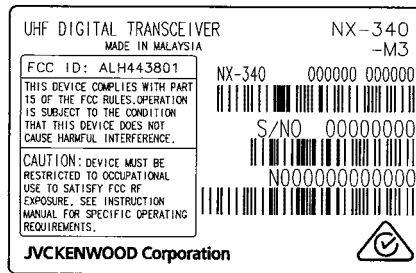 UHF DIGITAL TRANSCEIVER
MADE IN MALAYSIA
NX-340
-M3
FCC ID: ALH443801
THIS DEVICE COMPLIES WITH PART
15 OF THE FCC RULES.OPERATION
IS SUBJECT TO THE CONDITION
THAT THIS DEVICE DOES NOT
CAUSE HARMFUL INTERFERENCE.
CAUTION: DEVICE MUST BE
RESTRICTED TO OCCUPATIONAL
USE TO SATISFY FCC RF
EXPOSURE. SEE INSTRUCTION
MANUAL FOR SPECIFIC OPERATING
REQUIREMENTS.
NX-340 000000 000000
S/NO 00000000
N000000000000
JVCKENWOOD Corporation